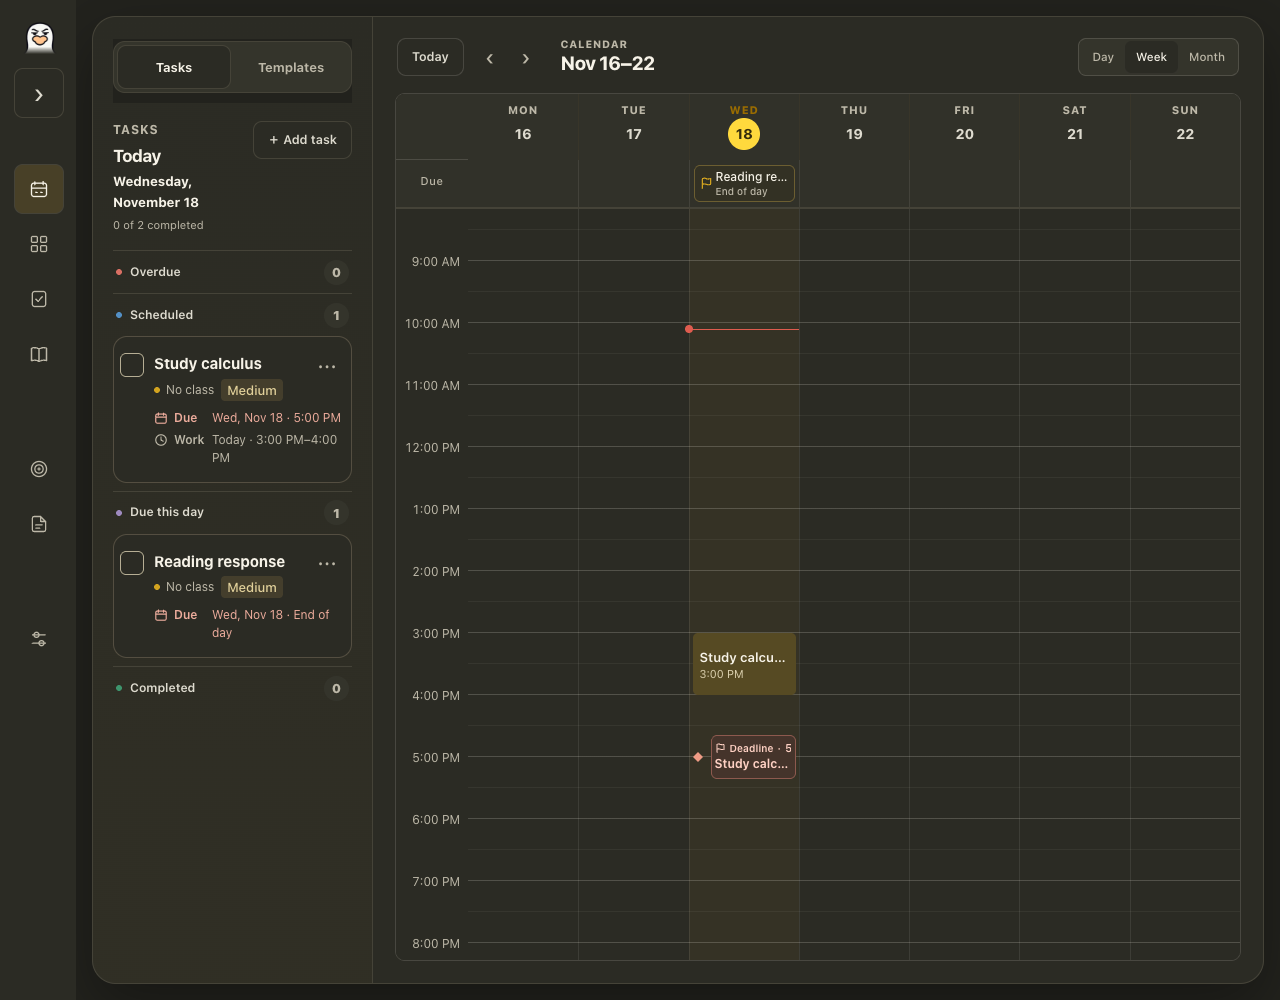 Tasks
Templates
TASKS
+ Add task
Today
Wednesday,
November 18
0 of 2 completed
Overdue
0
Scheduled
1
Study calculus
No class
Medium
Due
Wed, Nov 18 · 5:00 PM
Work
Today · 3:00 PM–4:00
PM
Due this day
1
Reading response
No class
Medium
Due
Wed, Nov 18 · End of
day
Completed
0
Today
CALENDAR
Nov 16–22
Day
Week
Month
MON
16
TUE
17
WED
18
THU
19
FRI
20
SAT
21
SUN
22
Due
Reading re...
End of day
9:00 AM
10:00 AM
11:00 AM
12:00 PM
1:00 PM
2:00 PM
3:00 PM
Study calcu...
3:00 PM
4:00 PM
5:00 PM
Deadline · 5
Study calc...
6:00 PM
7:00 PM
8:00 PM